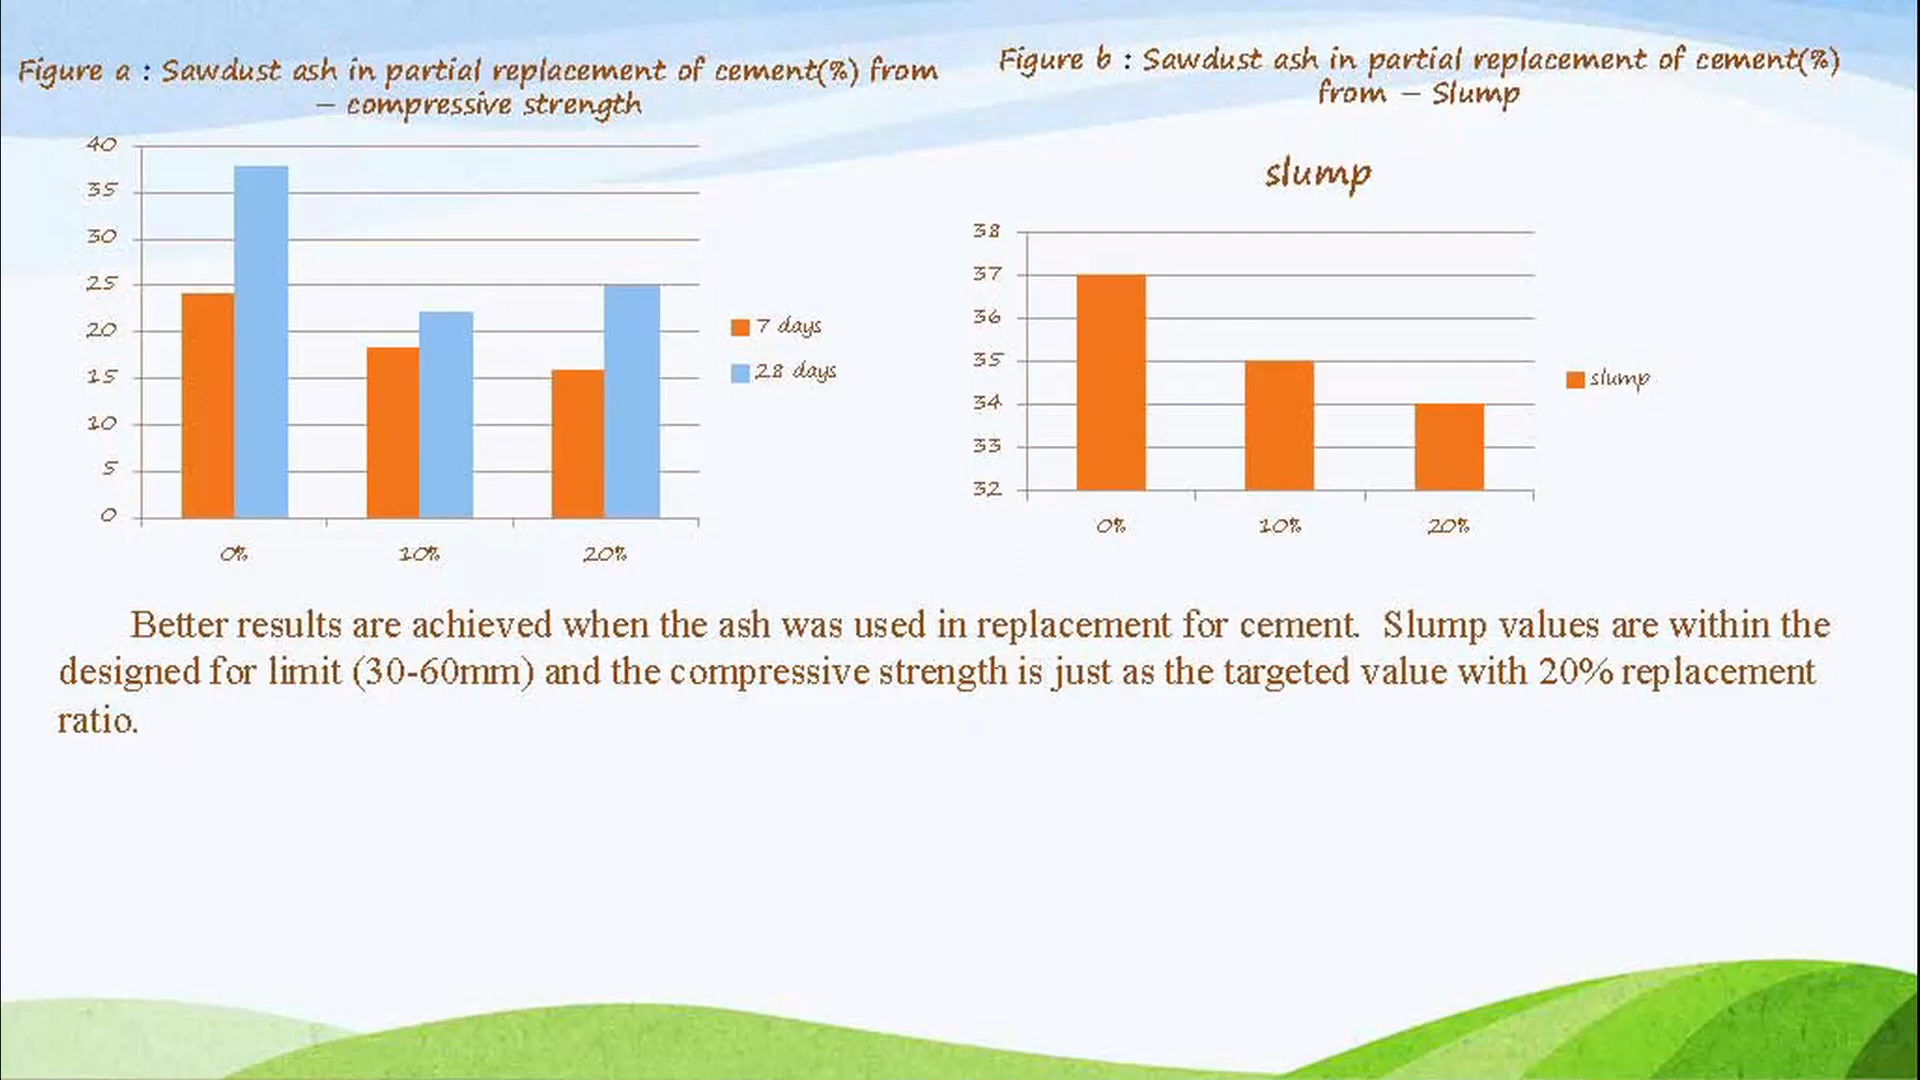 Figure a : Sawdust ash in partial replacement of cement(%) from
– compressive strength
40
35
30
25
20
15
10
5
0
0%
10%
20%
7 days
28 days
Figure b : Sawdust ash in partial replacement of cement(%)
from – Slump
slump
38
37
36
35
34
33
32
0%
10%
20%
slump
Better results are achieved when the ash was used in replacement for cement. Slump values are within the
designed for limit (30-60mm) and the compressive strength is just as the targeted value with 20% replacement
ratio.